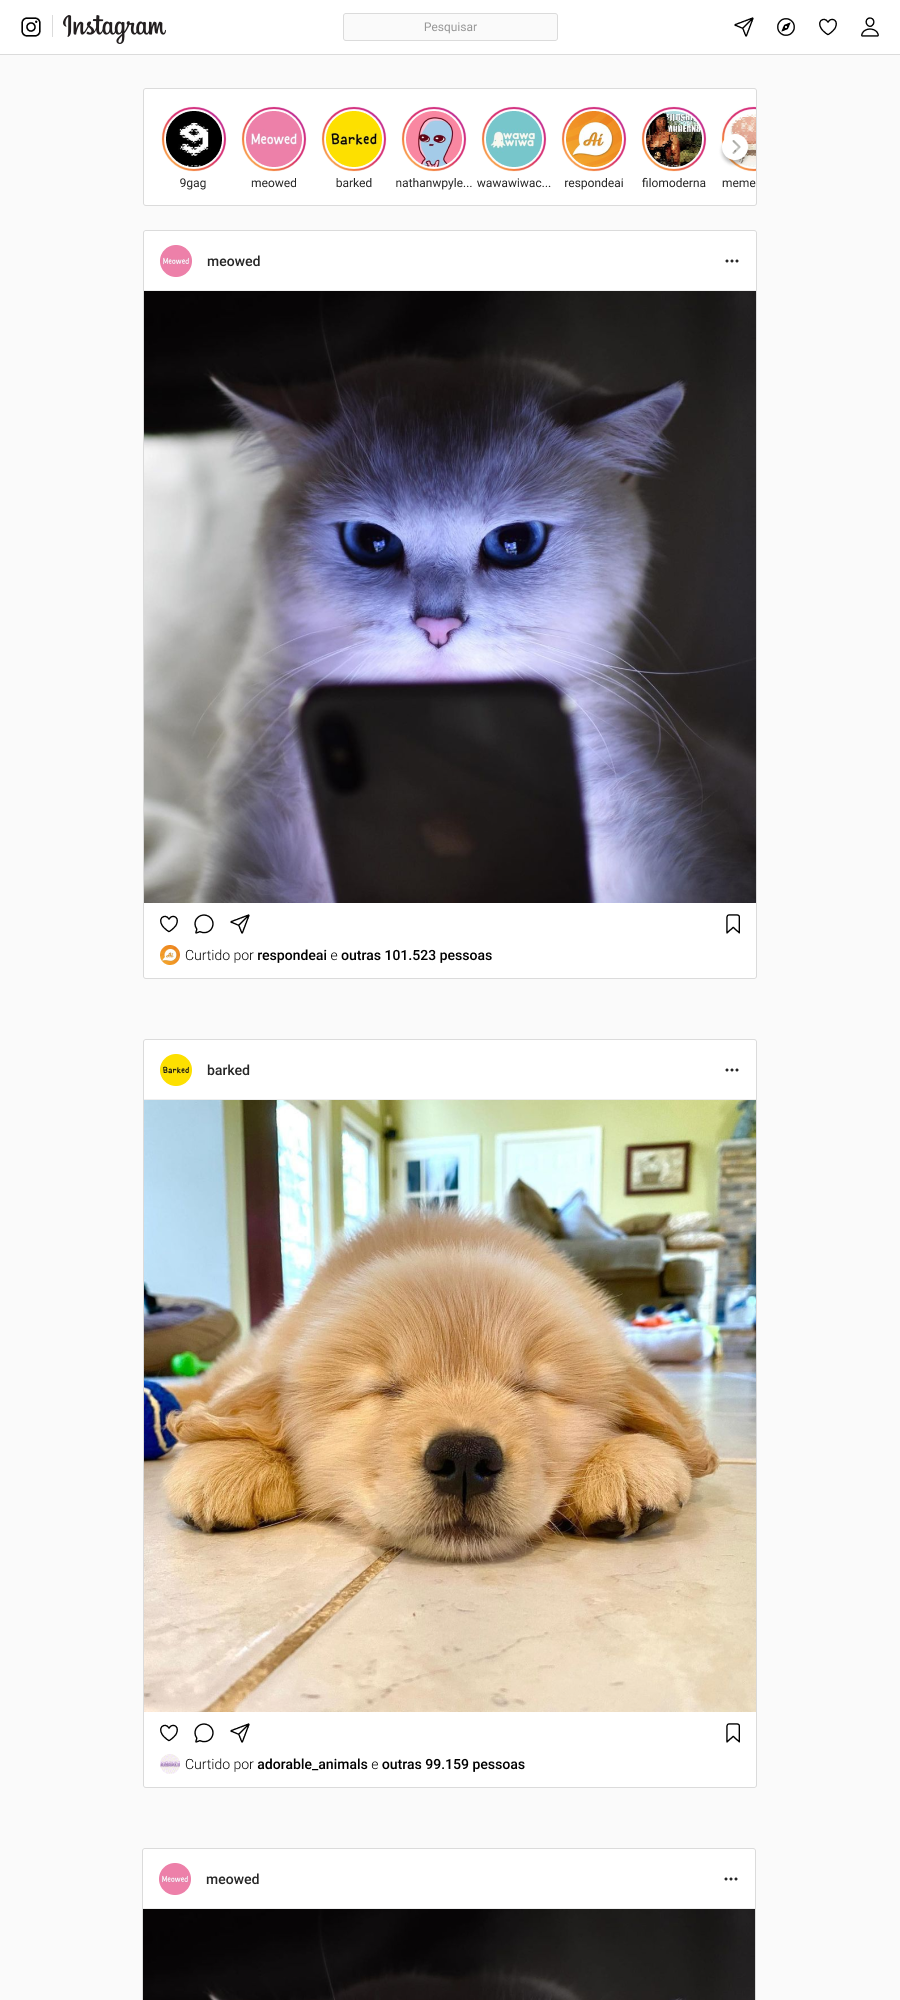 Instagram
Pesquisar
Meowed
Barked
wawa
wiwa
Ai
FILOSOFIA
MODERNA
9gag
meowed
barked
nathanwpyle...
wawawiwac...
respondeai
filomoderna
meme
Meowed
meowed
Curtido por respondeai e outras 101.523 pessoas
Barked
barked
Curtido por adorable_animals e outras 99.159 pessoas
Meowed
meowed